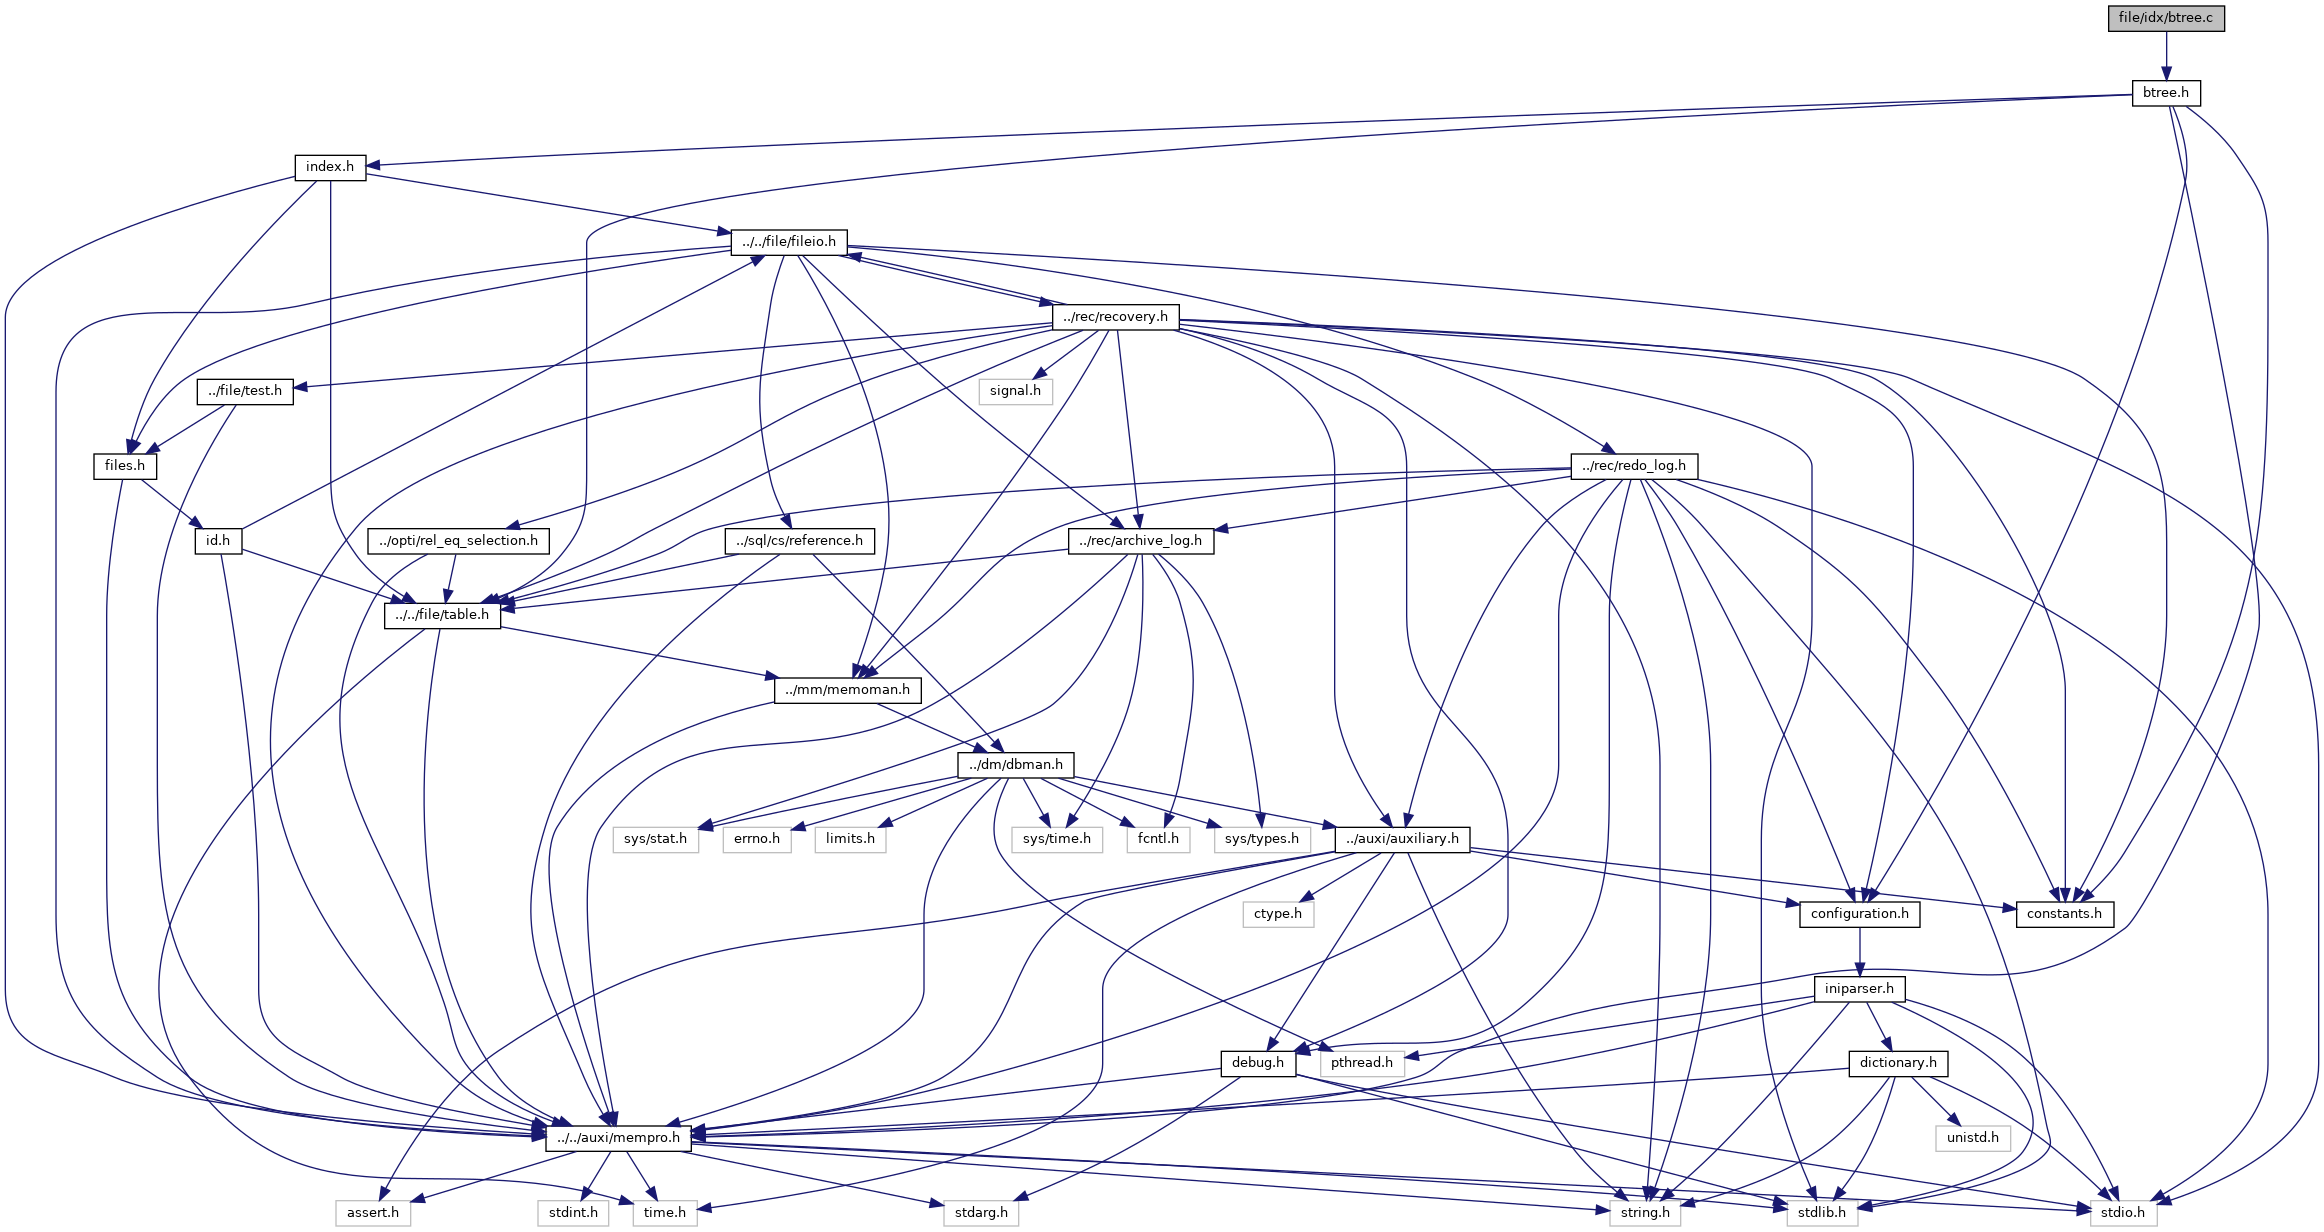 file/idx/btree.c
btree.h
index.h
../../file/fileio.h
../rec/recovery.h
../file/test.h
signal.h
files.h
../rec/redo_log.h
id.h
../opti/rel_eq_selection.h
../sql/cs/reference.h
../rec/archive_log.h
../../file/table.h
../mm/memoman.h
../dm/dbman.h
sys/stat.h
errno.h
limits.h
sys/time.h
fcntl.h
sys/types.h
../auxi/auxiliary.h
ctype.h
configuration.h
constants.h
iniparser.h
debug.h
pthread.h
dictionary.h
../../auxi/mempro.h
unistd.h
assert.h
stdint.h
time.h
stdarg.h
string.h
stdlib.h
stdio.h